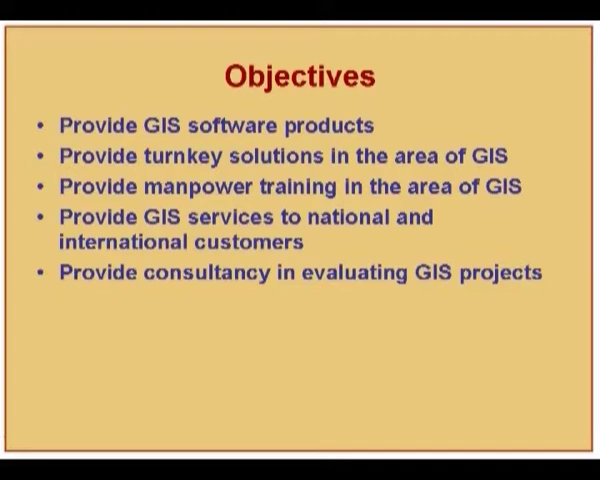 Objectives
• Provide GIS software products
• Provide turnkey solutions in the area of GIS
• Provide manpower training in the area of GIS
• Provide GIS services to national and
international customers
• Provide consultancy in evaluating GIS projects